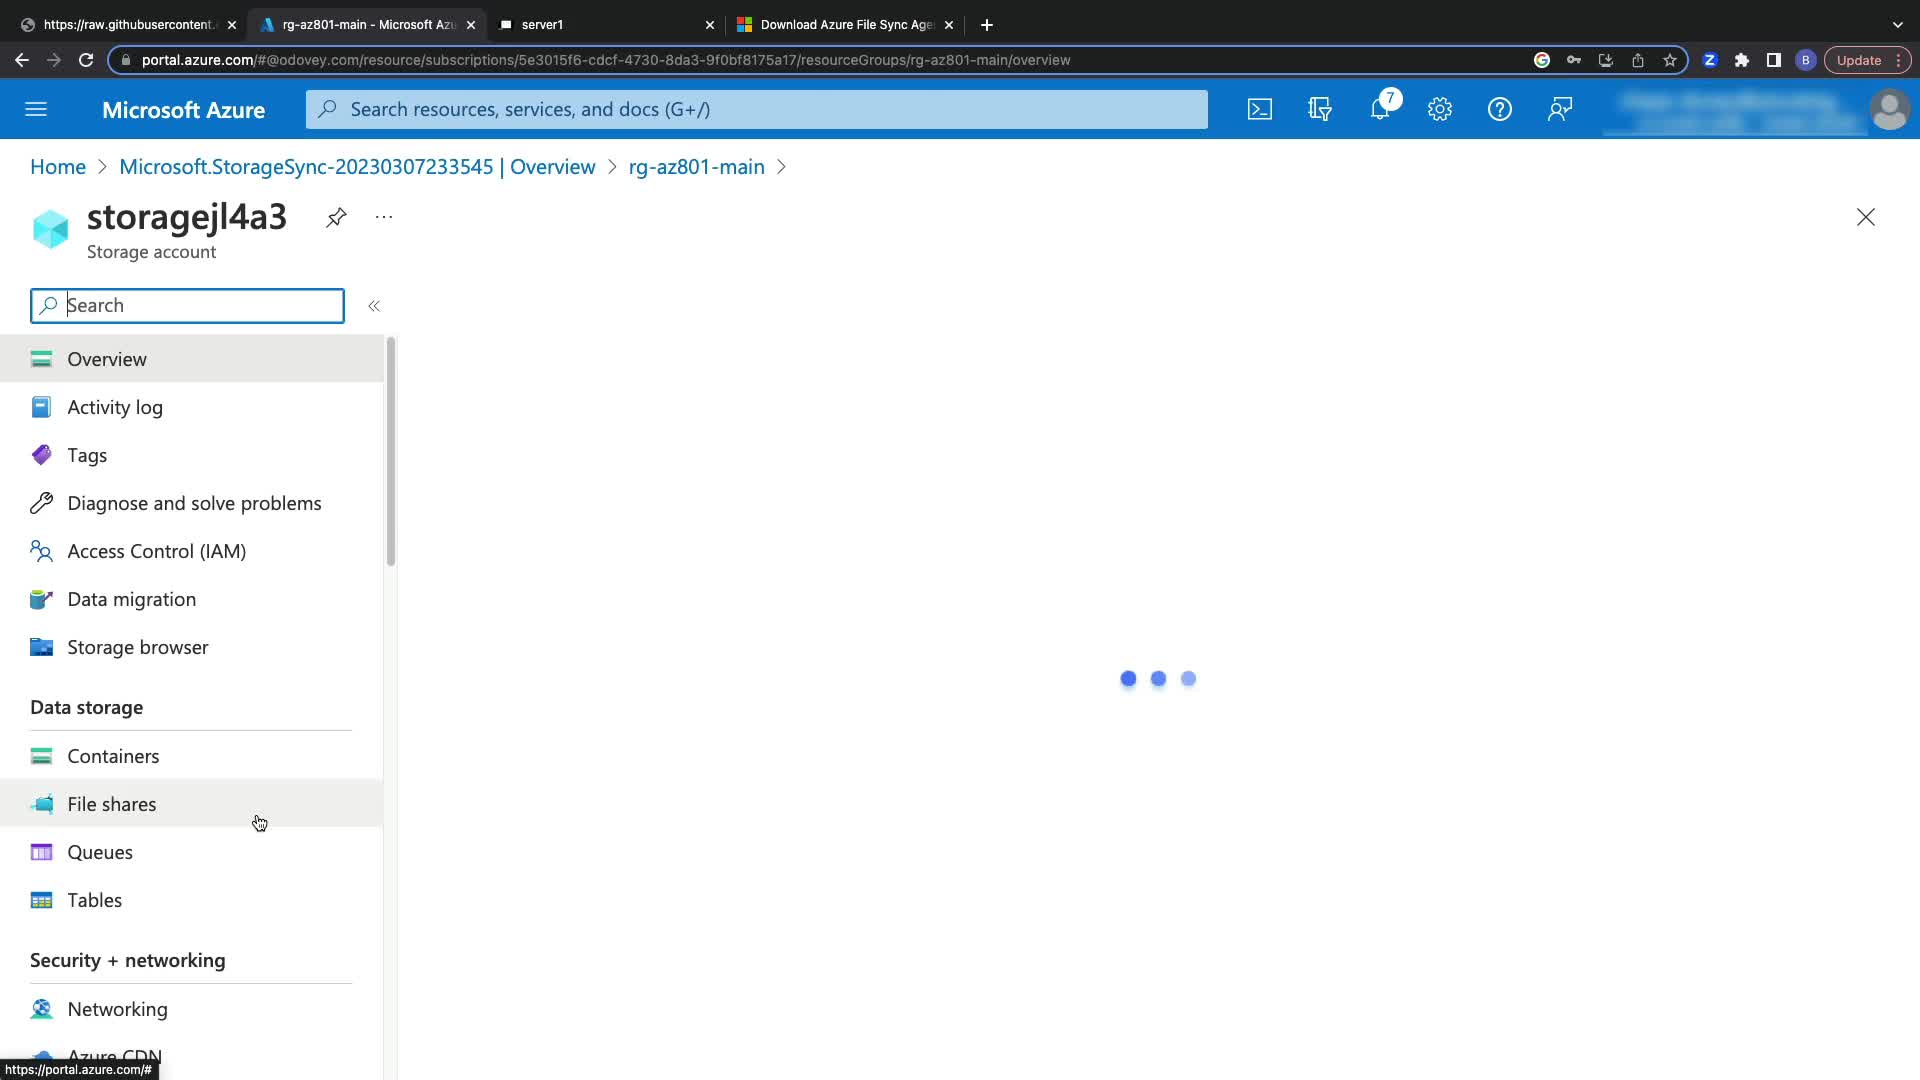 https://raw.githubusercontent.
rg-az801-main - Microsoft Azu
server1
Download Azure File Sync Age
portal.azure.com/#@odovey.com/resource/subscriptions/5e3015f6-cdcf-4730-8da3-9f0bf8175a17/resourceGroups/rg-az801-main/overview
Z
B
Update
Microsoft Azure
Search resources, services, and docs (G+/)
7
Home > Microsoft.StorageSync-20230307233545 | Overview > rg-az801-main >
storagejl4a3
Storage account
Search
Overview
Activity log
Tags
Diagnose and solve problems
Access Control (IAM)
Data migration
Storage browser
Data storage
Containers
File shares
Queues
Tables
Security + networking
Networking
Azure CDN
https://portal.azure.com/#